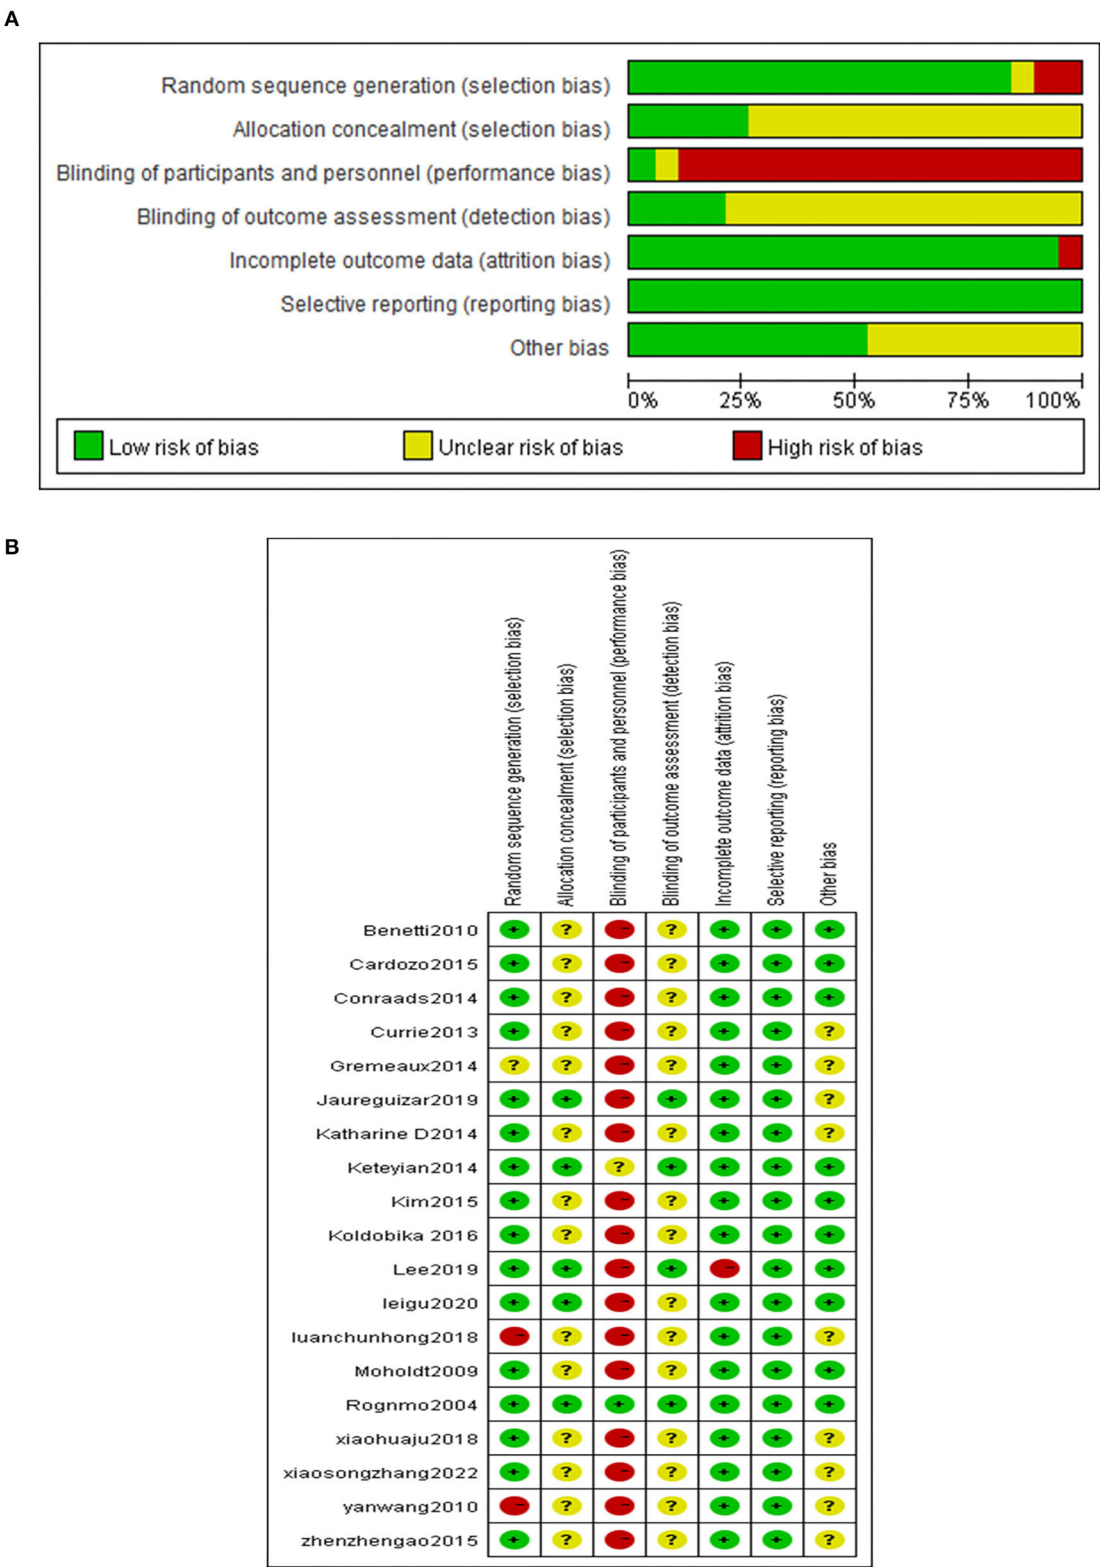 A
Random sequence generation (selection bias)
Allocation concealment (selection bias)
Blinding of participants and personnel (performance bias)
Blinding of outcome assessment (detection bias)
Incomplete outcome data (attrition bias)
Selective reporting (reporting bias)
Other bias
0% 25% 50% 75% 100%
Low risk of bias Unclear risk of bias High risk of bias
B
Random sequence generation (selection bias)
Allocation concealment (selection bias)
Blinding of participants and personnel (performance bias)
Blinding of outcome assessment (detection bias)
Incomplete outcome data (attrition bias)
Selective reporting (reporting bias)
Other bias
Benetti2010 + ? - ? + + +
Cardozo2015 + ? - ? + + +
Conraads2014 + ? - ? + + +
Currie2013 + ? - ? + + ?
Gremeaux2014 ? ? - ? + + ?
Jaureguizar2019 + + - + + + ?
Katharine D2014 + ? - ? + + ?
Keteyian2014 + + ? + + + +
Kim2015 + ? - ? + + +
Koldobika 2016 + ? - ? + + +
Lee2019 + + - + - + +
leigu2020 + + - ? + + +
luanchunhong2018 - ? - ? + + ?
Moholdt2009 + ? - ? + + +
Rognmo2004 + + + + + + +
xiaohuaju2018 + ? - ? + + ?
xiaosongzhang2022 + ? - ? + + ?
yanwang2010 - ? - ? + + ?
zhenzhengao2015 + ? - ? + + ?